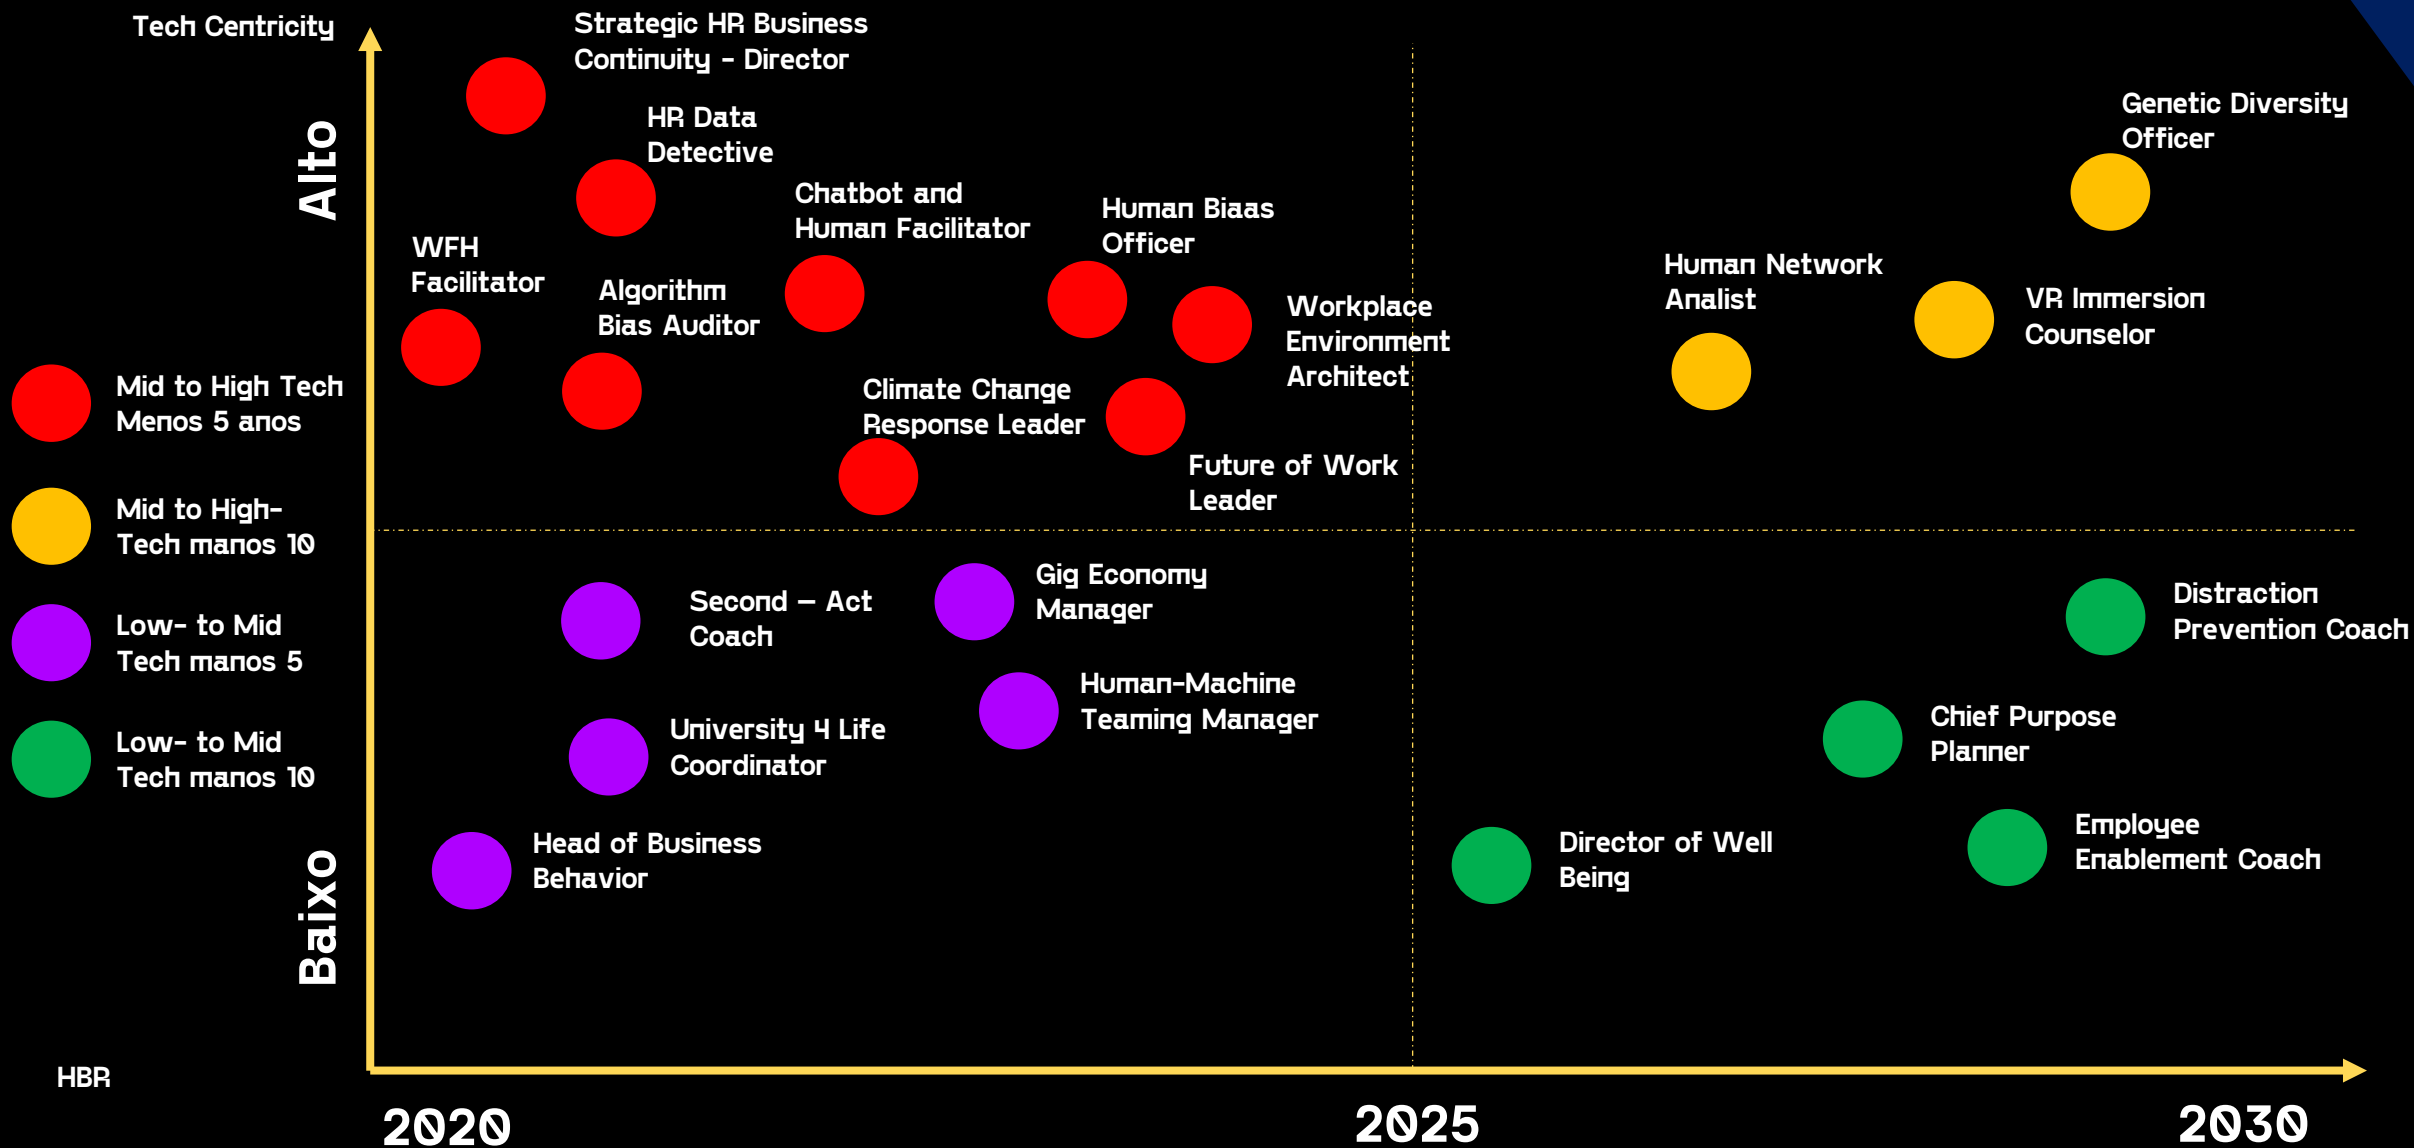 Tech Centricity
Strategic HR Business
Continuity - Director
HR Data
Detective
Genetic Diversity
Officer
Alto
Chatbot and
Human Facilitator
Human Biaas
Officer
WFH
Facilitator
Algorithm
Bias Auditor
Workplace
Environment
Architect
Human Network
Analist
VR Immersion
Counselor
Climate Change
Response Leader
Future of Work
Leader
Mid to High Tech
Menos 5 anos
Mid to High-
Tech manos 10
Low- to Mid
Tech manos 5
Low- to Mid
Tech manos 10
Second – Act
Coach
Gig Economy
Manager
Distraction
Prevention Coach
Human-Machine
Teaming Manager
University 4 Life
Coordinator
Chief Purpose
Planner
Head of Business
Behavior
Director of Well
Being
Employee
Enablement Coach
Baixo
HBR
2020
2025
2030